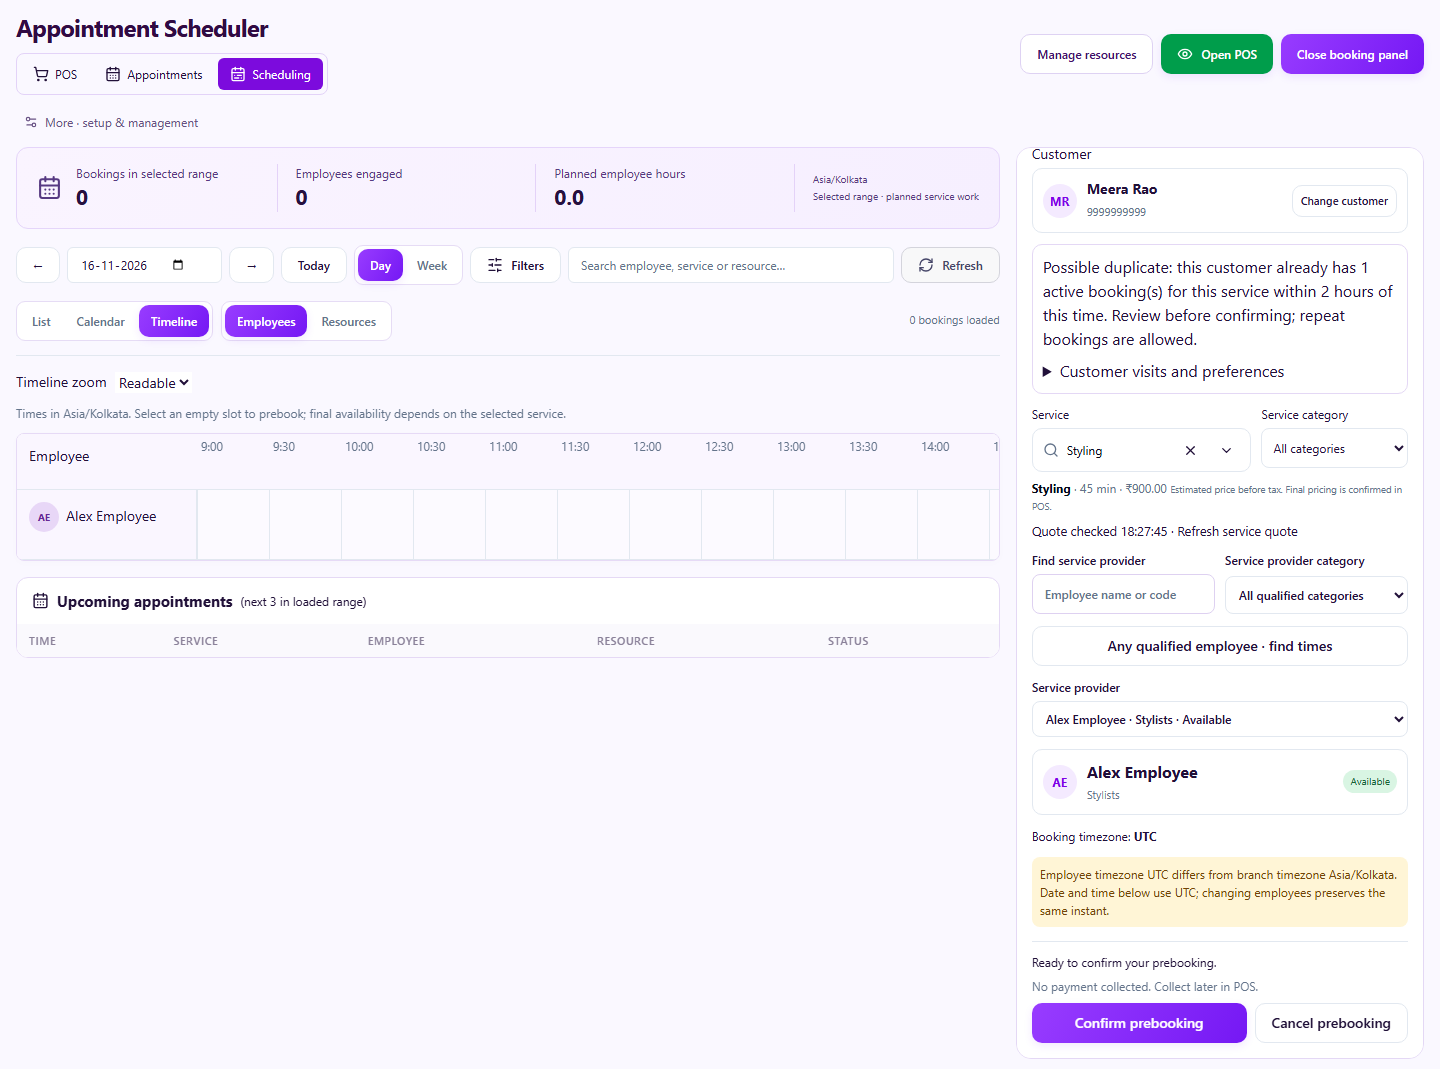 Appointment Scheduler
POS
Appointments
Scheduling
Manage resources
Open POS
Close booking panel
More · setup & management
Bookings in selected range
0
Employees engaged
0
Planned employee hours
0.0
Asia/Kolkata
Selected range · planned service work
←
16-11-2026
→
Today
Day
Week
Filters
Search employee, service or resource...
Refresh
List
Calendar
Timeline
Employees
Resources
0 bookings loaded
Timeline zoom
Readable
Times in Asia/Kolkata. Select an empty slot to prebook; final availability depends on the selected service.
Employee
9:00
9:30
10:00
10:30
11:00
11:30
12:00
12:30
13:00
13:30
14:00
1
AE
Alex Employee
Upcoming appointments (next 3 in loaded range)
TIME
SERVICE
EMPLOYEE
RESOURCE
STATUS
Customer
MR
Meera Rao
9999999999
Change customer
Possible duplicate: this customer already has 1
active booking(s) for this service within 2 hours of
this time. Review before confirming; repeat
bookings are allowed.
Customer visits and preferences
Service
Service category
Styling
All categories
Styling · 45 min · ₹900.00 Estimated price before tax. Final pricing is confirmed in
POS.
Quote checked 18:27:45 · Refresh service quote
Find service provider
Service provider category
Employee name or code
All qualified categories
Any qualified employee · find times
Service provider
Alex Employee · Stylists · Available
AE
Alex Employee
Stylists
Available
Booking timezone: UTC
Employee timezone UTC differs from branch timezone Asia/Kolkata.
Date and time below use UTC; changing employees preserves the
same instant.
Ready to confirm your prebooking.
No payment collected. Collect later in POS.
Confirm prebooking
Cancel prebooking